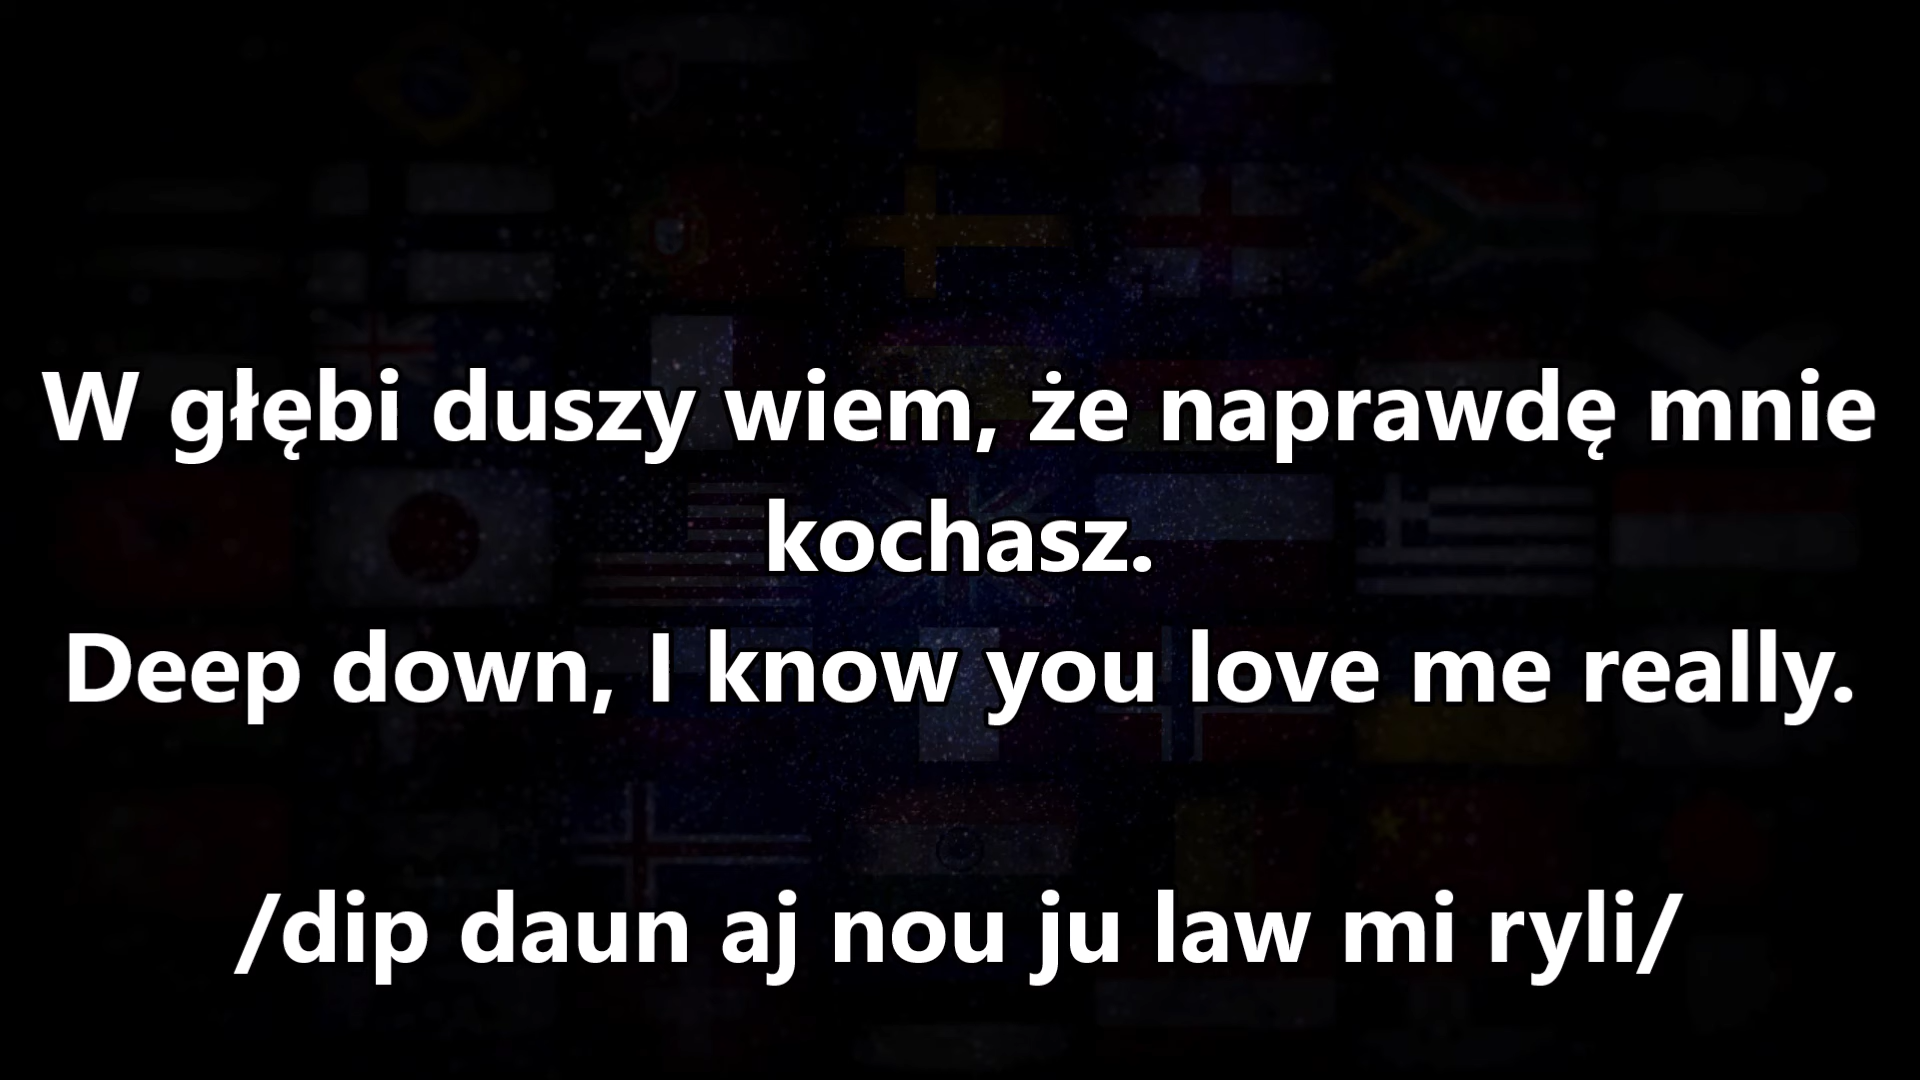 W głębi duszy wiem, że naprawdę mnie
kochasz.
Deep down, I know you love me really.
/dip daun aj nou ju law mi ryli/